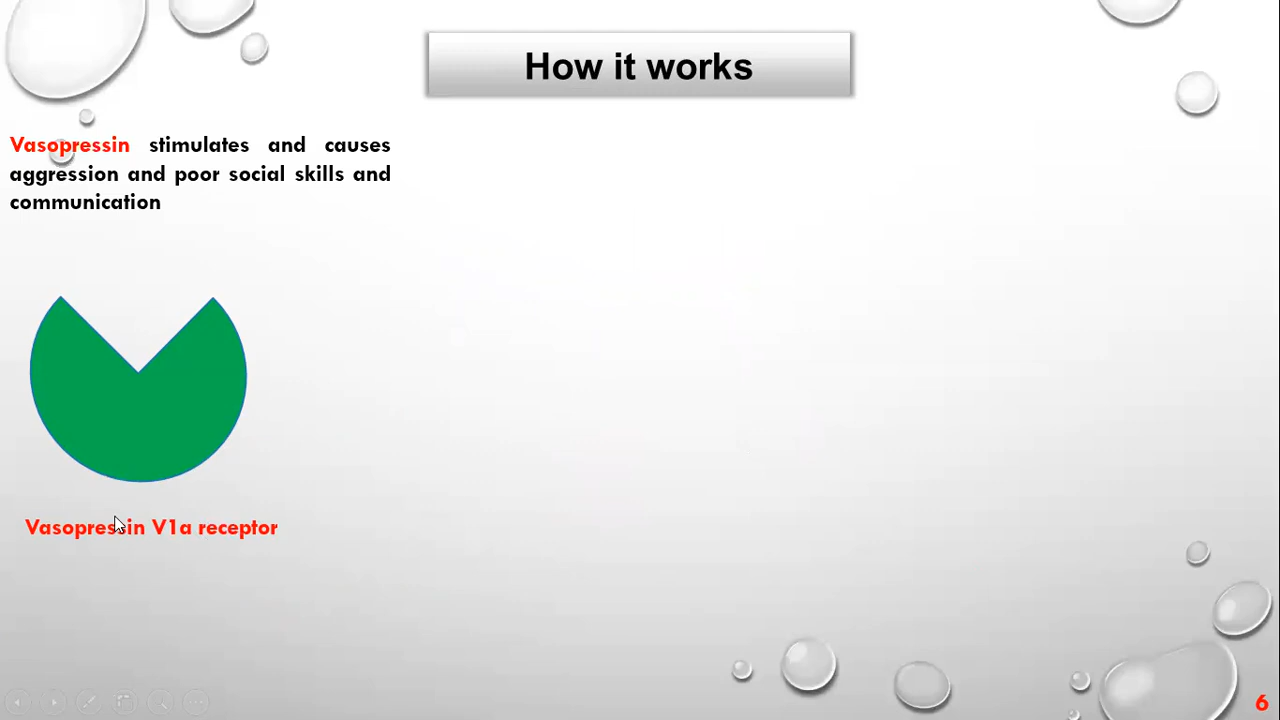 How it works
Vasopressin stimulates and causes
aggression and poor social skills and
communication
Vasopressin V1a receptor
6